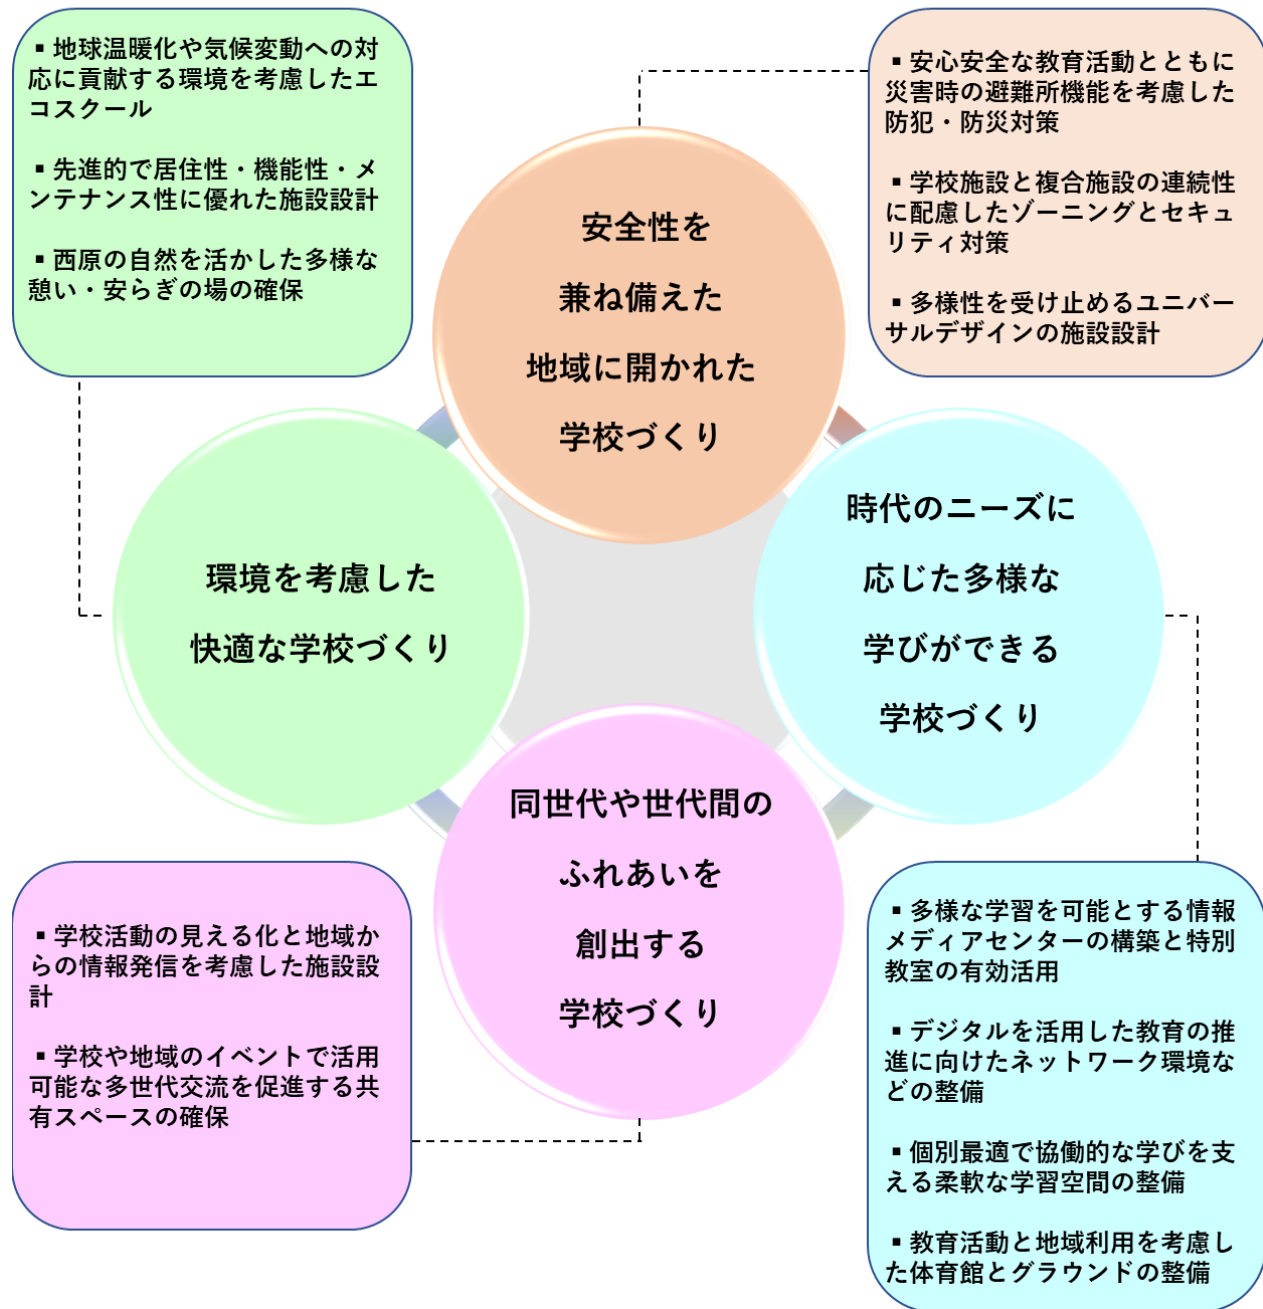 ▪地球温暖化や気候変動への対
応に貢献する環境を考慮したエ
コスクール
▪先進的で居住性・機能性・メ
ンテナンス性に優れた施設設計
▪西原の自然を活かした多様な
憩い・安らぎの場の確保
▪安心安全な教育活動とともに
災害時の避難所機能を考慮した
防犯・防災対策
▪学校施設と複合施設の連続性
に配慮したゾーニングとセキュ
リティ対策
▪多様性を受け止めるユニバー
サルデザインの施設設計
安全性を
兼ね備えた
地域に開かれた
学校づくり
環境を考慮した
快適な学校づくり
時代のニーズに
応じた多様な
学びができる
学校づくり
同世代や世代間の
ふれあいを
創出する
学校づくり
▪学校活動の見える化と地域か
らの情報発信を考慮した施設設
計
▪学校や地域のイベントで活用
可能な多世代交流を促進する共
有スペースの確保
▪多様な学習を可能とする情報
メディアセンターの構築と特別
教室の有効活用
▪デジタルを活用した教育の推
進に向けたネットワーク環境な
どの整備
▪個別最適で協働的な学びを支
える柔軟な学習空間の整備
▪教育活動と地域利用を考慮し
た体育館とグラウンドの整備